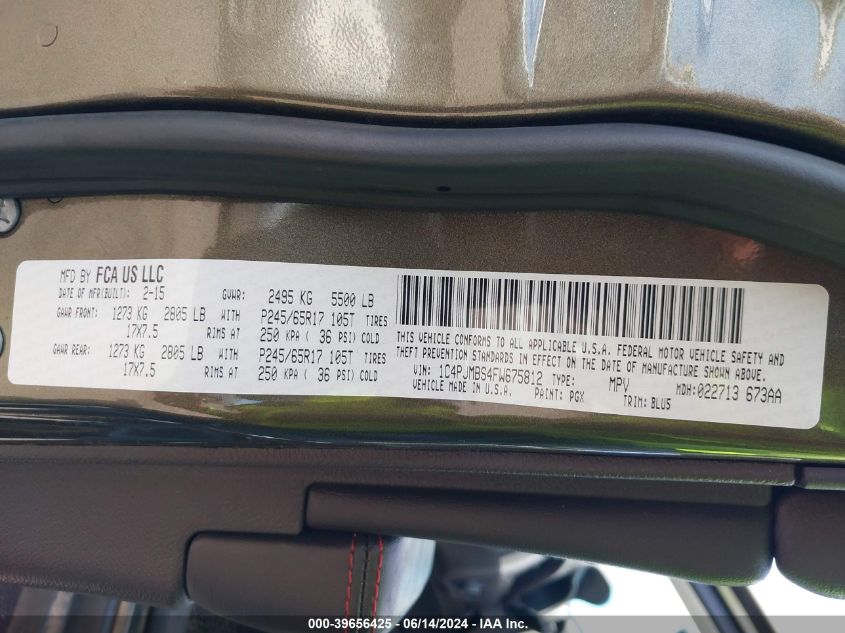 MFD BY FCA US LLC
DATE OF MFR(BUILT): 2-15 GVWR: 2495 KG 5500 LB
GAWR FRONT: 1273 KG 2805 LB WITH P245/65R17 105T TIRES
17X7.5 RIMS AT 250 KPA ( 36 PSI) COLD
GAWR REAR: 1273 KG 2805 LB WITH P245/65R17 105T TIRES
17X7.5 RIMS AT 250 KPA ( 36 PSI) COLD
THIS VEHICLE CONFORMS TO ALL APPLICABLE U.S.A. FEDERAL MOTOR VEHICLE SAFETY AND
THEFT PREVENTION STANDARDS IN EFFECT ON THE DATE OF MANUFACTURE SHOWN ABOVE.
VIN: 1C4PJMBS4FW675812 TYPE: MPV MDH:022713 673AA
VEHICLE MADE IN U.S.A. PAINT: PGX TRIM: BLU5
000-39656425 - 06/14/2024 - IAA Inc.